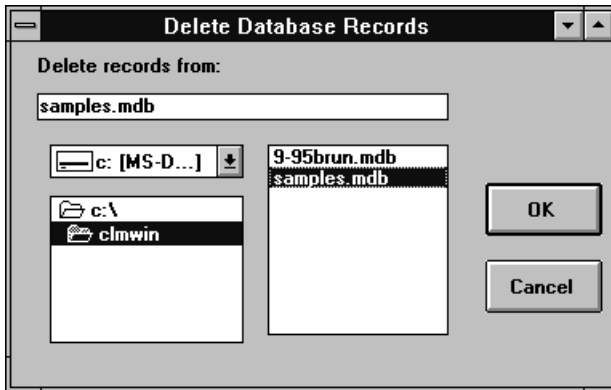 Delete Database Records
Delete records from:
samples.mdb
c: [MS-D...]
9-95brun.mdb
samples.mdb
c:\
clmwin
OK
Cancel